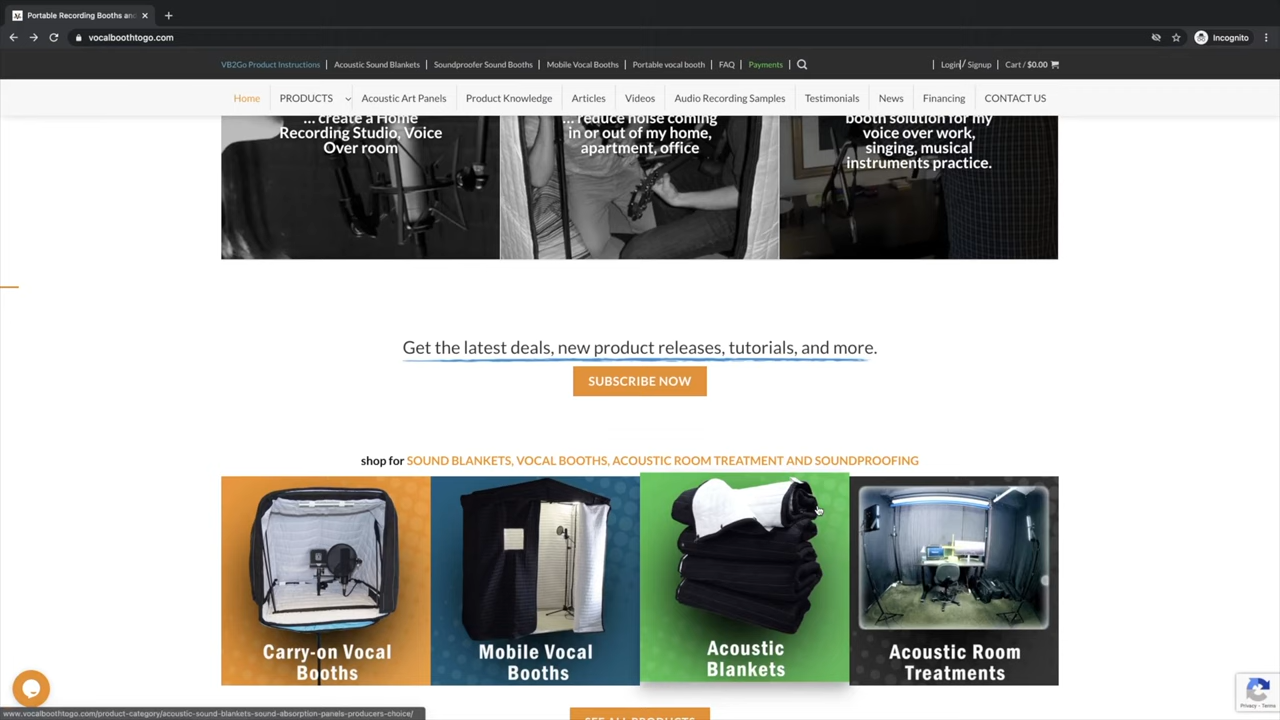 Portable Recording Booths and
vocalboothtogo.com
Incognito
VB2Go Product Instructions | Acoustic Sound Blankets | Soundproofer Sound Booths | Mobile Vocal Booths | Portable vocal booth | FAQ | Payments |
| Login/ Signup | Cart / $0.00
Home
PRODUCTS
Acoustic Art Panels
Product Knowledge
Articles
Videos
Audio Recording Samples
Testimonials
News
Financing
CONTACT US
... create a Home
Recording Studio, Voice
Over room
... reduce noise coming
in or out of my home,
apartment, office
booth solution for my
voice over work,
singing, musical
instruments practice.
Get the latest deals, new product releases, tutorials, and more.
SUBSCRIBE NOW
shop for SOUND BLANKETS, VOCAL BOOTHS, ACOUSTIC ROOM TREATMENT AND SOUNDPROOFING
Carry-on Vocal
Booths
Mobile Vocal
Booths
Acoustic
Blankets
Acoustic Room
Treatments
SEE ALL PRODUCTS
www.vocalboothtogo.com/product-category/acoustic-sound-blankets-sound-absorption-panels-producers-choice/
Privacy - Terms